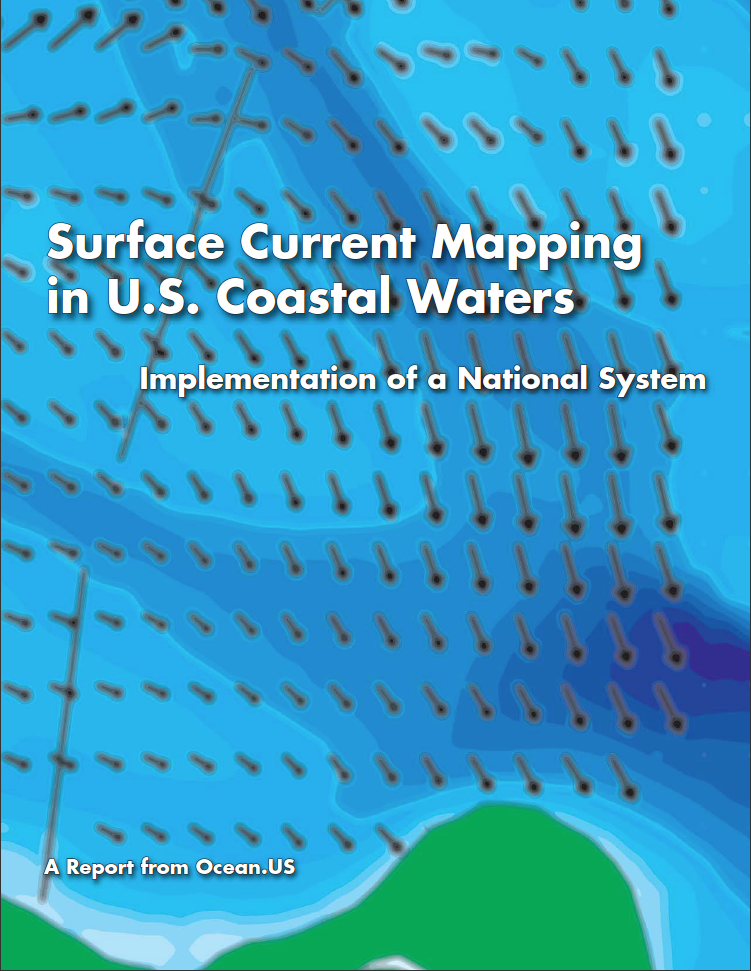 Surface Current Mapping
in U.S. Coastal Waters
Implementation of a National System
A Report from Ocean.US